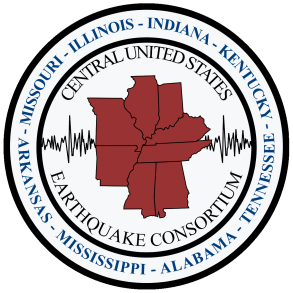 ARKANSAS - MISSOURI - ILLINOIS - INDIANA - KENTUCKY - TENNESSEE - ALABAMA - MISSISSIPPI -
CENTRAL UNITED STATES
EARTHQUAKE CONSORTIUM